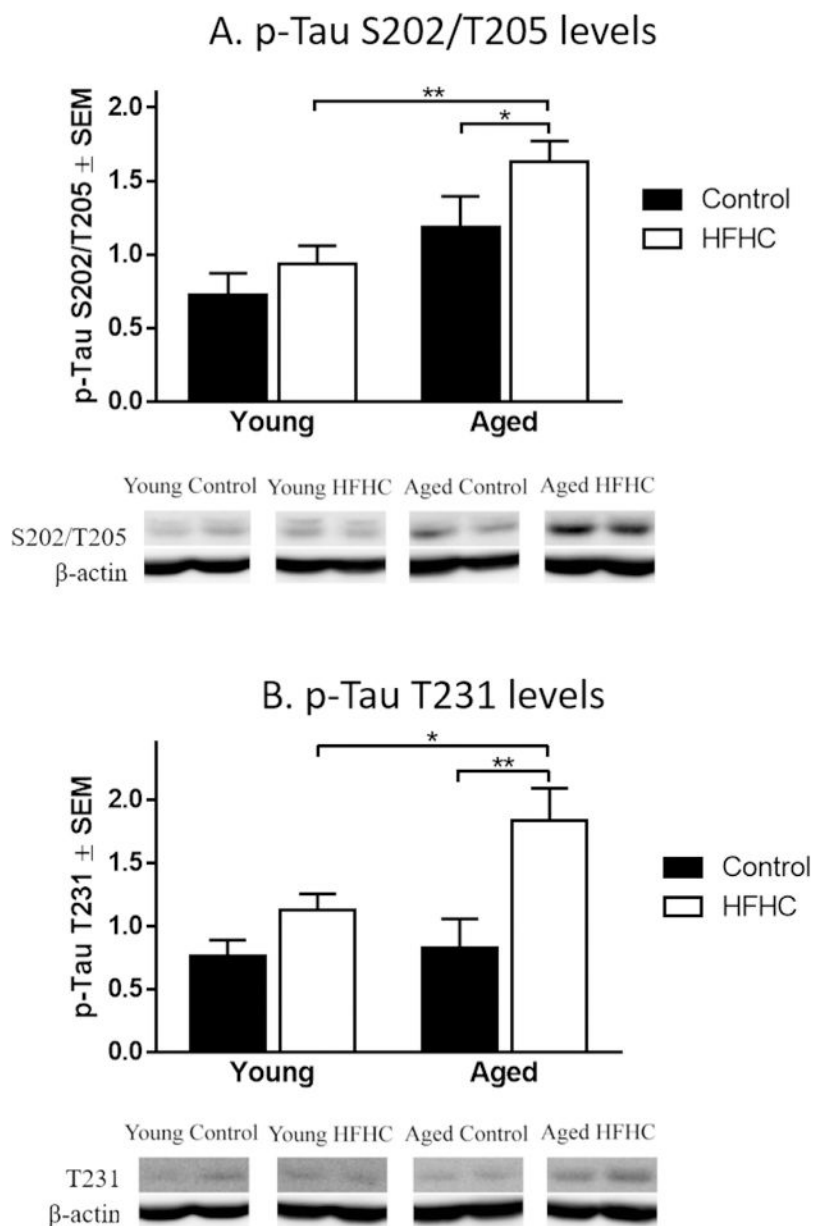 A. p-Tau S202/T205 levels
p-Tau S202/T205 ± SEM
2.0
1.5
1.0
0.5
0.0
**
*
Control
HFHC
Young Aged
Young Control Young HFHC Aged Control Aged HFHC
S202/T205
β-actin
B. p-Tau T231 levels
p-Tau T231 ± SEM
2.0
1.5
1.0
0.5
0.0
*
**
Control
HFHC
Young Aged
Young Control Young HFHC Aged Control Aged HFHC
T231
β-actin